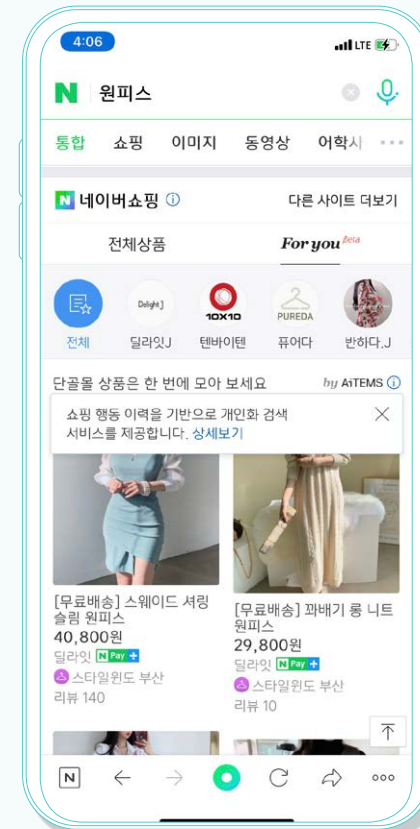 4:06
LTE
N 원피스
통합 쇼핑 이미지 동영상 어학사
N 네이버쇼핑 다른 사이트 더보기
전체상품 For you Beta
Delight J 10X10 PUREDA
전체 딜라잇J 텐바이텐 퓨어다 반하다.J
단골몰 상품은 한 번에 모아 보세요 by AiTEMS
쇼핑 행동 이력을 기반으로 개인화 검색
서비스를 제공합니다. 상세보기
[무료배송] 스웨이드 셔링
슬림 원피스
40,800원
딜라잇 N Pay +
스타일윈도 부산
리뷰 140
[무료배송] 꽈배기 롱 니트
원피스
29,800원
딜라잇 N Pay +
스타일윈도 부산
리뷰 10
N